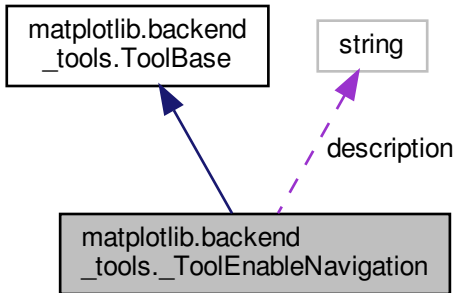 matplotlib.backend
_tools.ToolBase
string
description
matplotlib.backend
_tools._ToolEnableNavigation